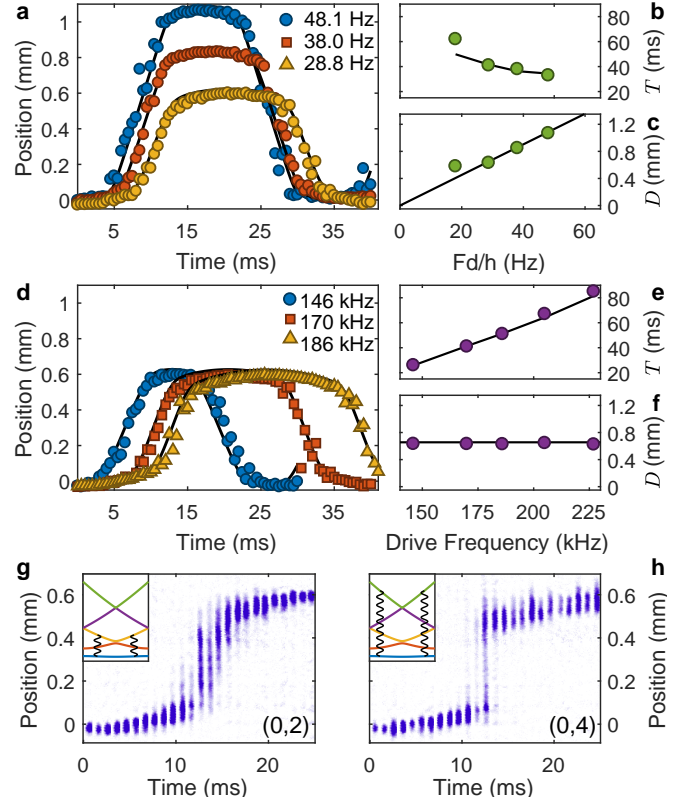 a
Position (mm)
1
0.8
0.6
0.4
0.2
0
5 15 25 35
Time (ms)
48.1 Hz
38.0 Hz
28.8 Hz
b
80
60
40
20
T (ms)
c
1.2
0.8
0.4
0
D (mm)
0 20 40 60
Fd/h (Hz)
d
Position (mm)
1
0.8
0.6
0.4
0.2
0
5 15 25 35
Time (ms)
146 kHz
170 kHz
186 kHz
e
80
60
40
20
T (ms)
f
1.2
0.8
0.4
0
D (mm)
150 175 200 225
Drive Frequency (kHz)
g
Position (mm)
0.6
0.4
0.2
0
(0,2)
0 10 20
Time (ms)
h
0.6
0.4
0.2
0
Position (mm)
(0,4)
0 10 20
Time (ms)